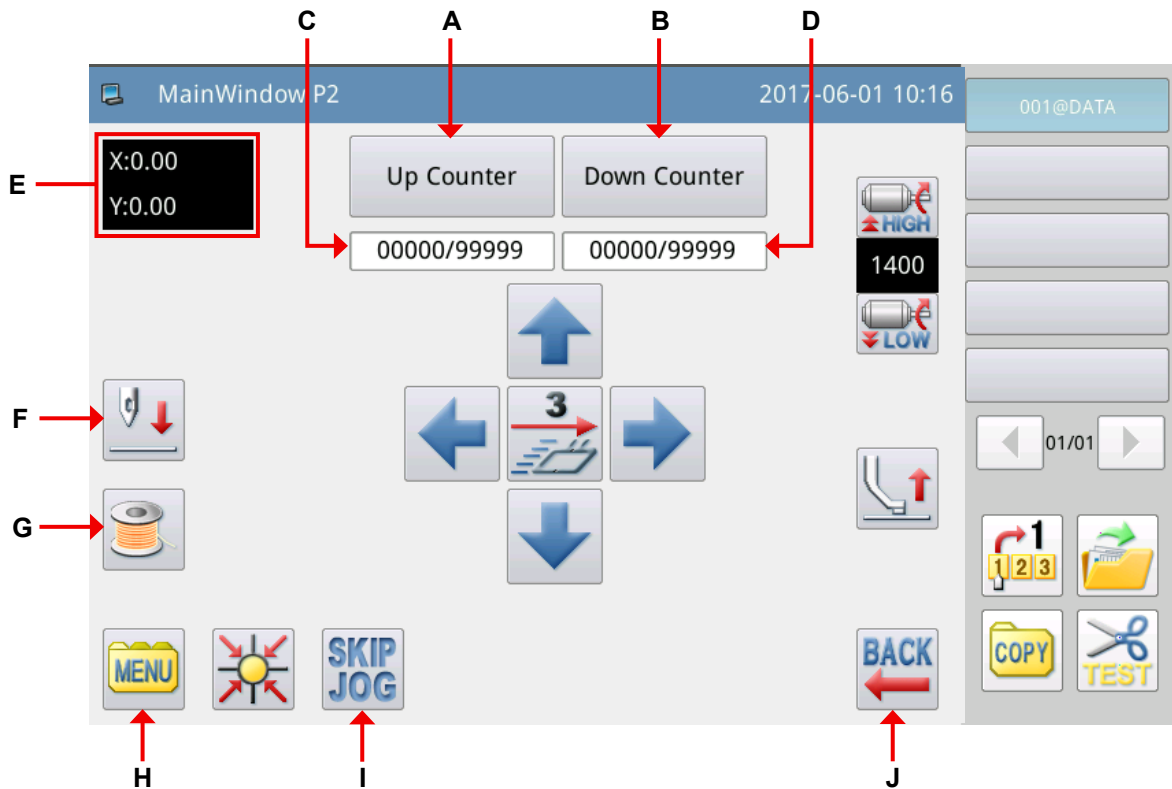 C A B D
MainWindow P2 2017-06-01 10:16
001@DATA
E
X:0.00
Y:0.00
Up Counter Down Counter
00000/99999 00000/99999
HIGH
1400
LOW
F
3
01/01
G
1
1 2 3
MENU
SKIP
JOG
BACK
COPY
TEST
H I J